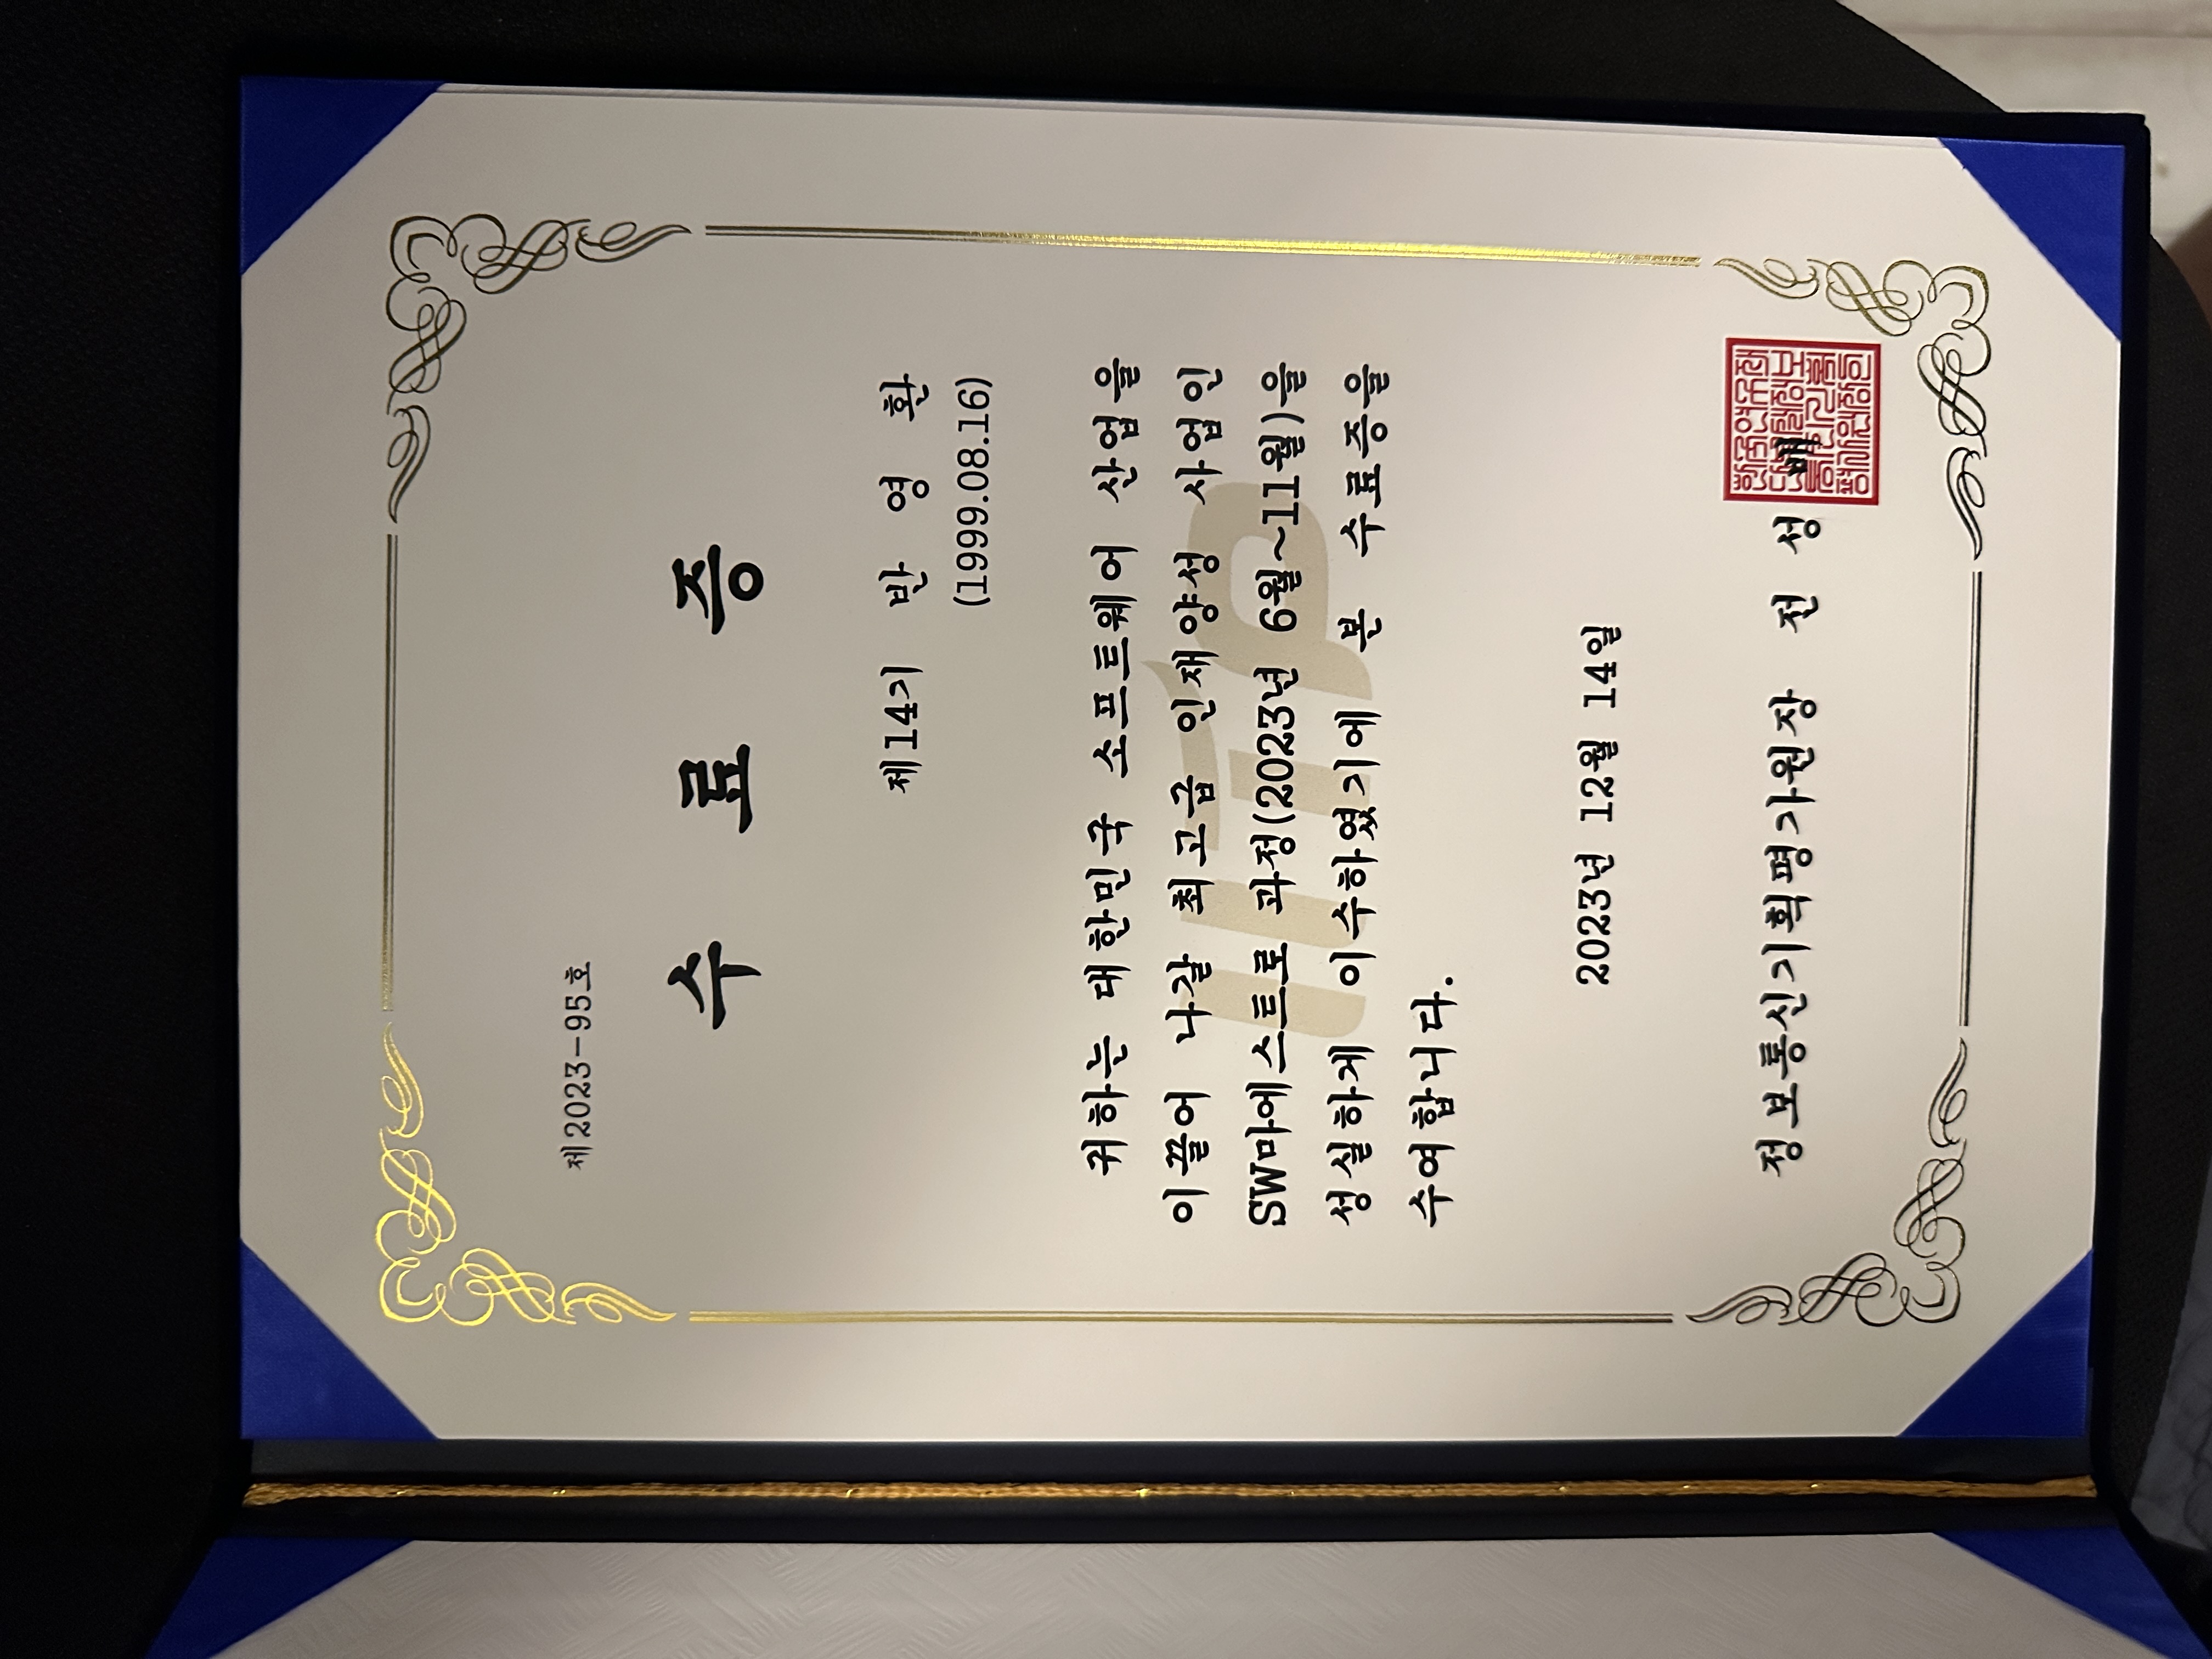 제2023-95호
수 료 증
제14기 반 영 환
(1999.08.16)
귀하는 대한민국 소프트웨어 산업을
이끌어 나갈 최고급 인재양성 사업인
SW마에스트로 과정(2023년 6월~11월)을
성실하게 이수하였기에 본 수료증을
수여합니다.
IITP
2023년 12월 14일
정보통신기획평가원장 전 성 배